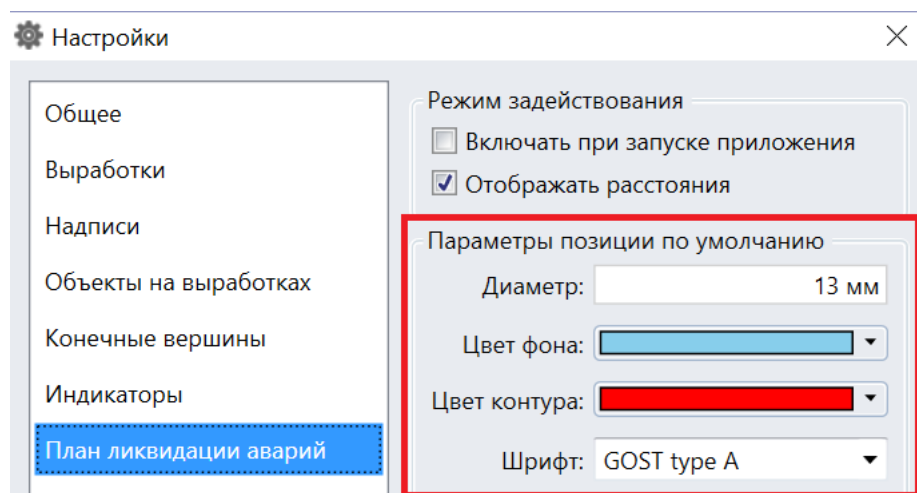 Настройки
Общее
Выработки
Надписи
Объекты на выработках
Конечные вершины
Индикаторы
План ликвидации аварий
Режим задействования
Включать при запуске приложения
Отображать расстояния
Параметры позиции по умолчанию
Диаметр: 13 мм
Цвет фона:
Цвет контура:
Шрифт: GOST type A